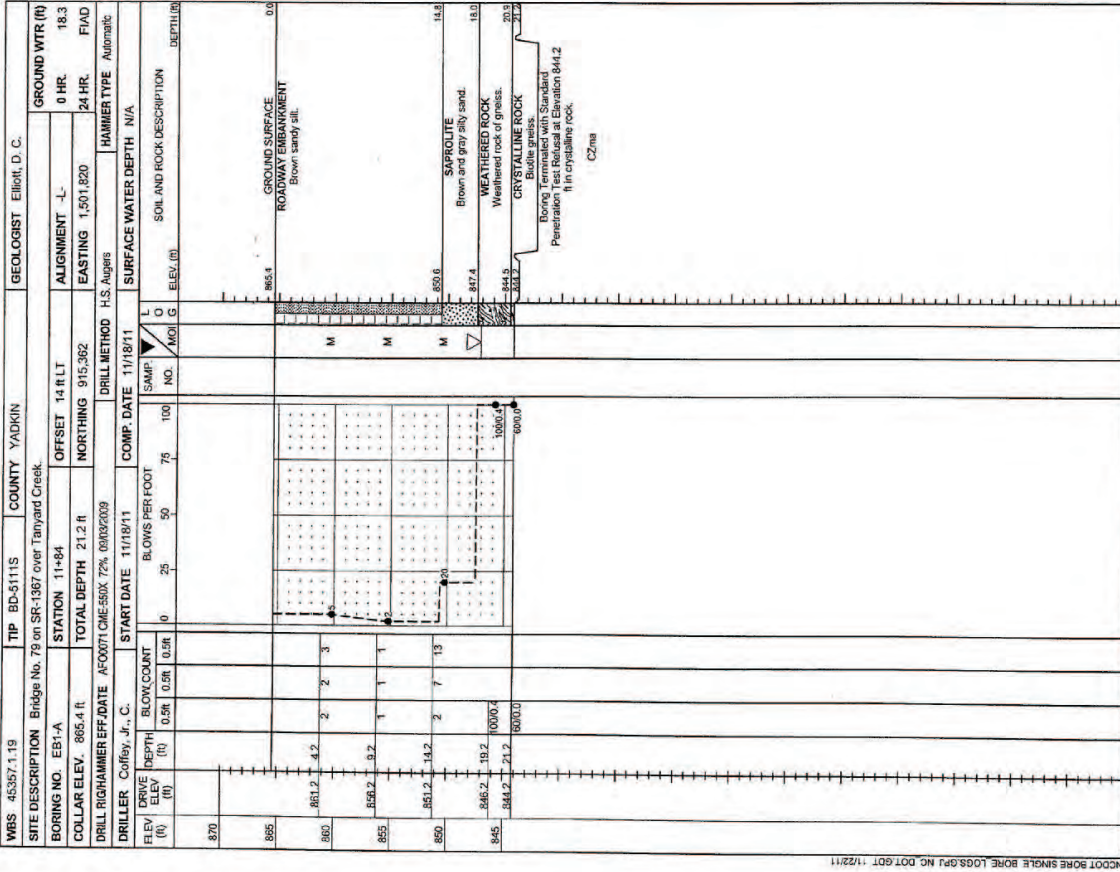 WBS 45357.1.19 TIP BD-5111S COUNTY YADKIN GEOLOGIST Elliott, D. C.
SITE DESCRIPTION Bridge No. 79 on SR-1367 over Tanyard Creek. GROUND WTR (ft)
BORING NO. EB1-A STATION 11+84 OFFSET 14 ft LT ALIGNMENT -L- 0 HR. 18.3
COLLAR ELEV. 865.4 ft TOTAL DEPTH 21.2 ft NORTHING 915,362 EASTING 1,501,820 24 HR. FIAD
DRILL RIG/HAMMER EFF./DATE AFO0071 CME-550X 72% 09/03/2009 DRILL METHOD H.S. Augers HAMMER TYPE Automatic
DRILLER Coffey, Jr., C. START DATE 11/18/11 COMP. DATE 11/18/11 SURFACE WATER DEPTH N/A
ELEV (ft) DRIVE ELEV (ft) DEPTH (ft) BLOW COUNT 0.5ft 0.5ft 0.5ft BLOWS PER FOOT 0 25 50 75 100 SAMP. NO. MOI LOG SOIL AND ROCK DESCRIPTION
ELEV. (ft) DEPTH (ft)
870
865 865.4 GROUND SURFACE 0.0
ROADWAY EMBANKMENT
Brown sandy silt.
860 861.2 4.2 2 2 3 5 M
855 856.2 9.2 1 1 1 2 M
850 851.2 14.2 2 7 13 20 M 850.6 14.8
SAPROLITE
Brown and gray silty sand.
847.4 18.0
WEATHERED ROCK
Weathered rock of gneiss.
845 846.2 19.2 100/0.4 100/0.4
844.5 20.9
CRYSTALLINE ROCK
844.2 21.2 60/0.0 60/0.0 844.2 21.2
Biotite gneiss.
Boring Terminated with Standard
Penetration Test Refusal at Elevation 844.2
ft in crystalline rock.
CZma
NCDOT BORE SINGLE BORE_LOGS.GPJ NC_DOT.GDT 11/22/11